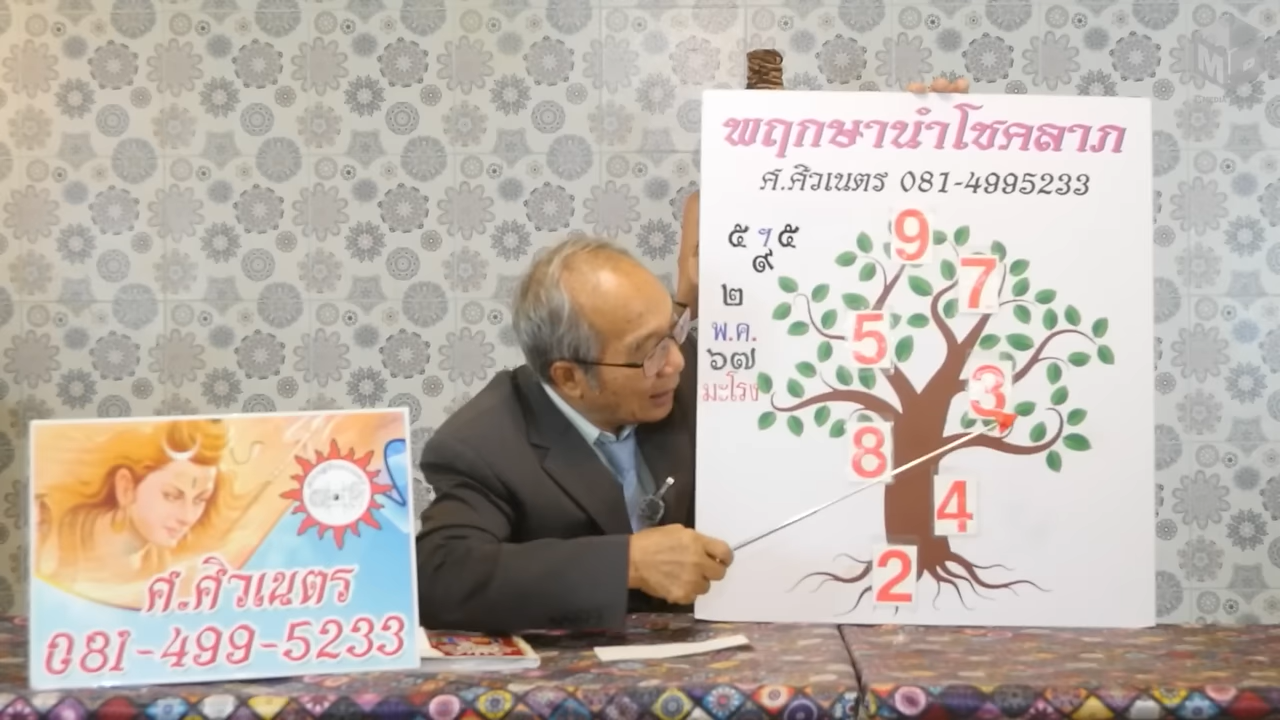 พฤกษานำโชคลาภ
ศ.ศิวเนตร 081-4995233
๕ ฯ ๕
๙
๒
พ.ค.
๖๗
มะโรง
9
7
5
3
8
4
2
ศ.ศิวเนตร
081-499-5233
M